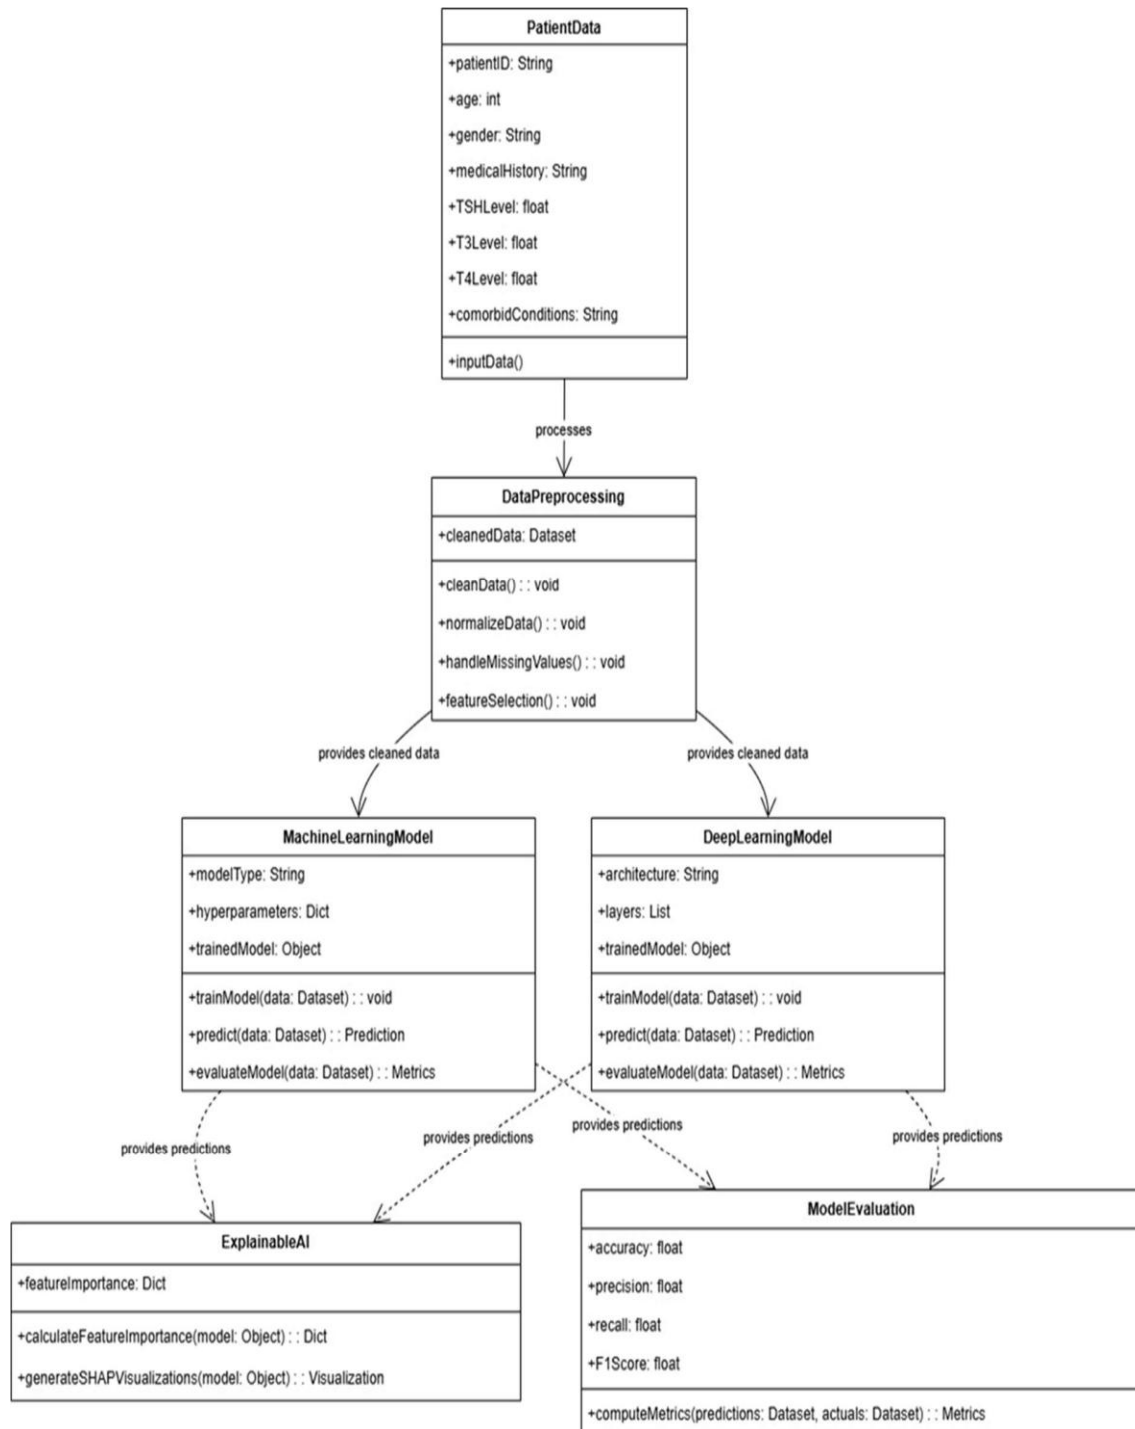 PatientData
+patientID: String
+age: int
+gender: String
+medicalHistory: String
+TSHLevel: float
+T3Level: float
+T4Level: float
+comorbidConditions: String
+inputData()
processes
DataPreprocessing
+cleanedData: Dataset
+cleanData() : : void
+normalizeData() : : void
+handleMissingValues() : : void
+featureSelection() : : void
provides cleaned data
provides cleaned data
MachineLearningModel
+modelType: String
+hyperparameters: Dict
+trainedModel: Object
+trainModel(data: Dataset) : : void
+predict(data: Dataset) : : Prediction
+evaluateModel(data: Dataset) : : Metrics
DeepLearningModel
+architecture: String
+layers: List
+trainedModel: Object
+trainModel(data: Dataset) : : void
+predict(data: Dataset) : : Prediction
+evaluateModel(data: Dataset) : : Metrics
provides predictions
provides predictions
provides predictions
provides predictions
ExplainableAI
+featureImportance: Dict
+calculateFeatureImportance(model: Object) : : Dict
+generateSHAPVisualizations(model: Object) : : Visualization
ModelEvaluation
+accuracy: float
+precision: float
+recall: float
+F1Score: float
+computeMetrics(predictions: Dataset, actuals: Dataset) : : Metrics